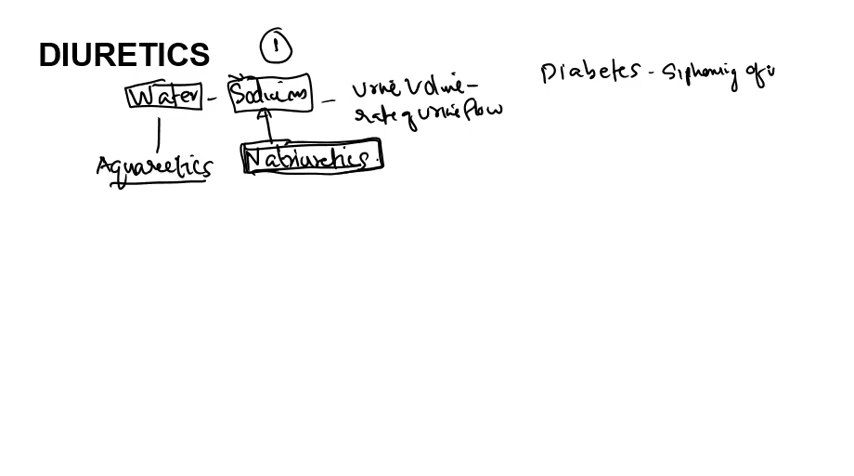 DIURETICS
1
Water - Sodium - Urine Volume -
rate of urine flow
Aquaretics
Natriuretics.
Diabetes - Siphoning of